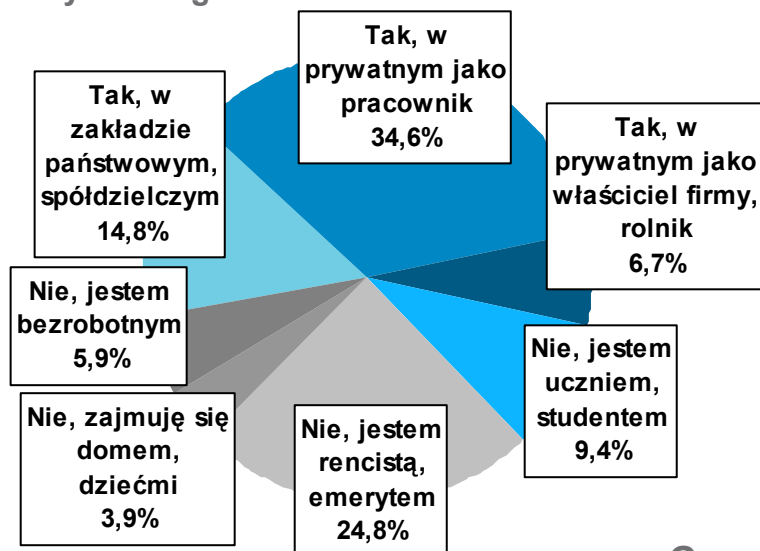 Tak, w
prywatnym jako
pracownik
34,6%
Tak, w
zakładzie
państwowym,
spółdzielczym
14,8%
Tak, w
prywatnym jako
właściciel firmy,
rolnik
6,7%
Nie, jestem
bezrobotnym
5,9%
Nie, jestem
uczniem,
studentem
9,4%
Nie, zajmuję się
domem,
dziećmi
3,9%
Nie, jestem
rencistą,
emerytem
24,8%